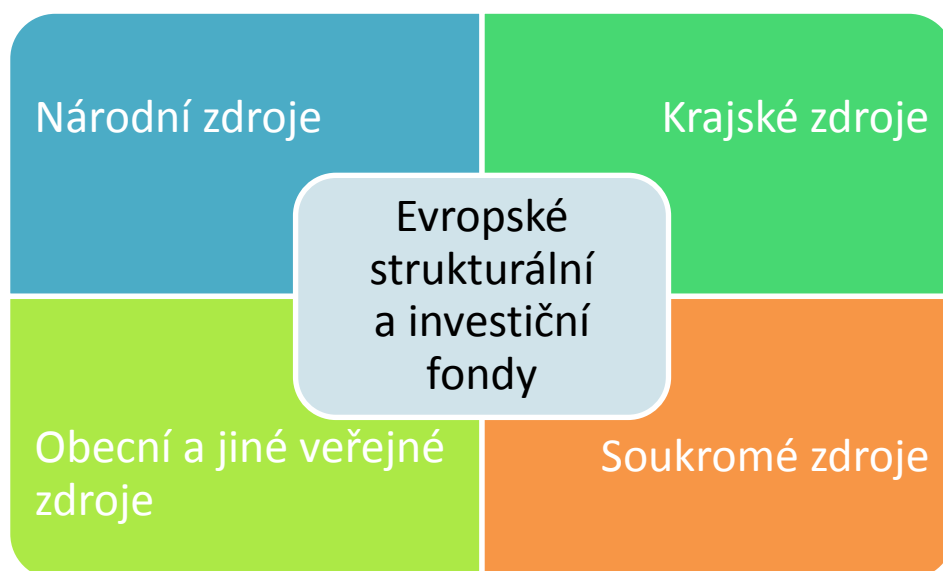 Národní zdroje
Krajské zdroje
Evropské
strukturální
a investiční
fondy
Obecní a jiné veřejné
zdroje
Soukromé zdroje